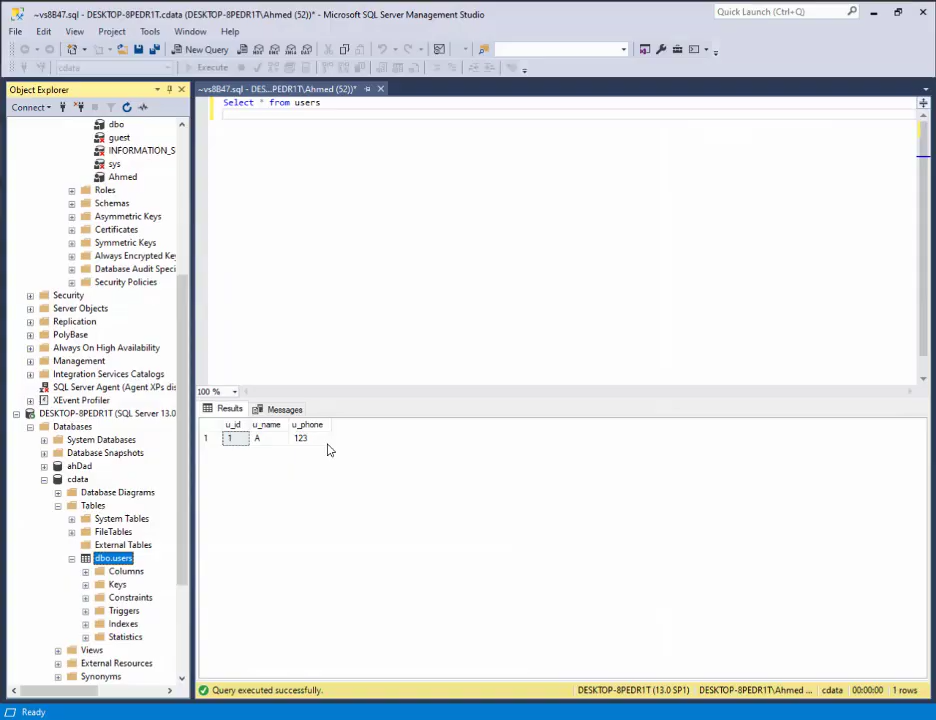 ~vs8B47.sql - DESKTOP-8PEDR1T.cdata (DESKTOP-8PEDR1T\Ahmed (52))* - Microsoft SQL Server Management Studio
Quick Launch (Ctrl+Q)
File Edit View Project Tools Window Help
New Query
cdata Execute
Object Explorer
~vs8B47.sql - DES...PEDR1T\Ahmed (52))*
Connect
Select * from users
dbo
guest
INFORMATION_S
sys
Ahmed
Roles
Schemas
Asymmetric Keys
Certificates
Symmetric Keys
Always Encrypted Key
Database Audit Speci
Security Policies
Security
Server Objects
Replication
PolyBase
Always On High Availability
Management
Integration Services Catalogs
SQL Server Agent (Agent XPs dis
XEvent Profiler
DESKTOP-8PEDR1T (SQL Server 13.0
Databases
System Databases
Database Snapshots
ahDad
cdata
Database Diagrams
Tables
System Tables
FileTables
External Tables
dbo.users
Columns
Keys
Constraints
Triggers
Indexes
Statistics
Views
External Resources
Synonyms
100 %
Results Messages
u_id u_name u_phone
1 1 A 123
Query executed successfully.
DESKTOP-8PEDR1T (13.0 SP1) DESKTOP-8PEDR1T\Ahmed ... cdata 00:00:00 1 rows
Ready